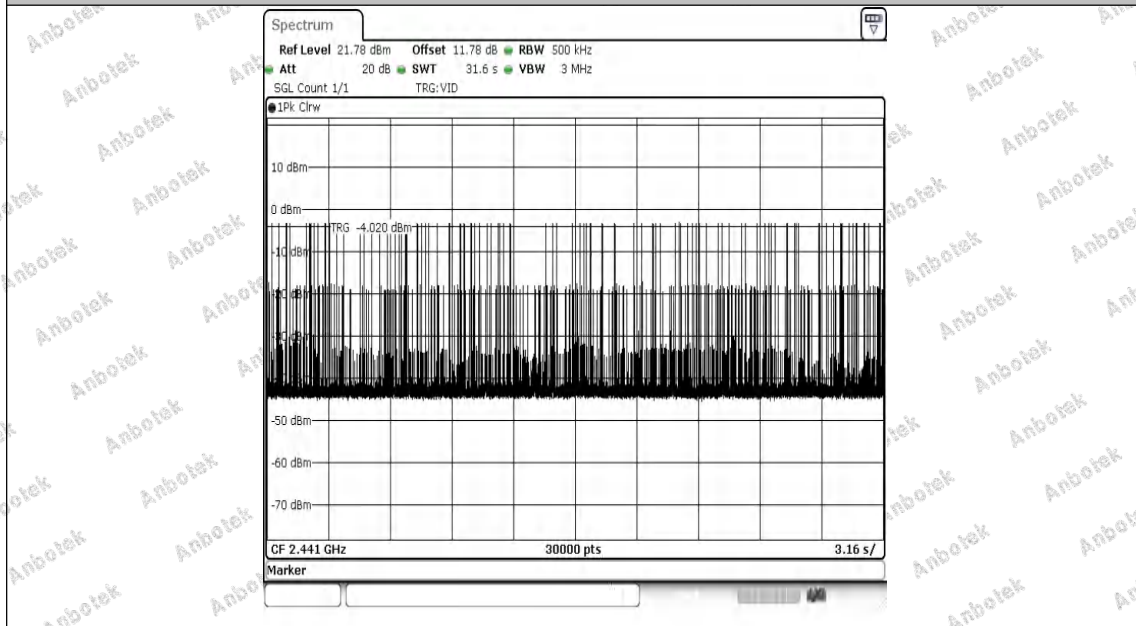 Spectrum
Ref Level 21.78 dBm Offset 11.78 dB RBW 500 kHz
Att 20 dB SWT 31.6 s VBW 3 MHz
SGL Count 1/1 TRG:VID
1Pk Clrw
10 dBm
0 dBm
TRG -4.020 dBm
-10 dBm
-20 dBm
-50 dBm
-60 dBm
-70 dBm
CF 2.441 GHz 30000 pts 3.16 s/
Marker
Anbotek